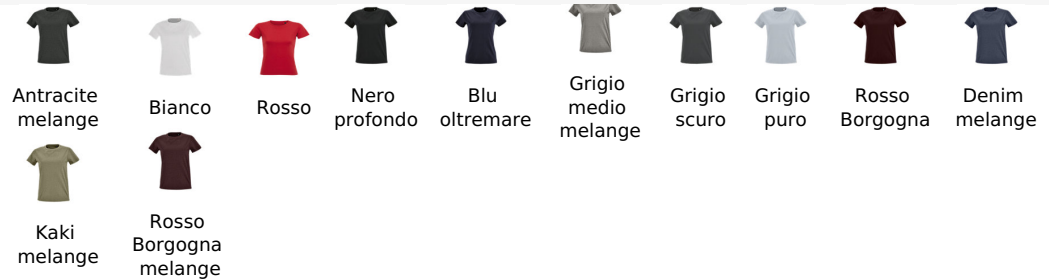 Antracite
melange
Bianco
Rosso
Nero
profondo
Blu
oltremare
Grigio
medio
melange
Grigio
scuro
Grigio
puro
Rosso
Borgogna
Denim
melange
Kaki
melange
Rosso
Borgogna
melange